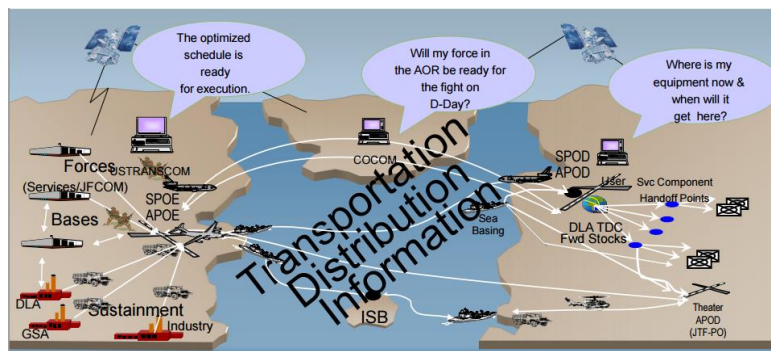 The optimized
schedule is
ready
for execution.
Will my force in
the AOR be ready for
the fight on
D-Day?
Where is my
equipment now &
when will it
get here?
Forces
(Services/JFCOM)
Bases
DLA
GSA
Sustainment
Industry
USTRANSCOM
SPOE
APOE
COCOM
Transportation
Distribution
Information
ISB
Sea
Basing
SPOD
APOD
User
Svc Component
Handoff Points
DLA TDC
Fwd Stocks
Theater
APOD
(JTF-PO)